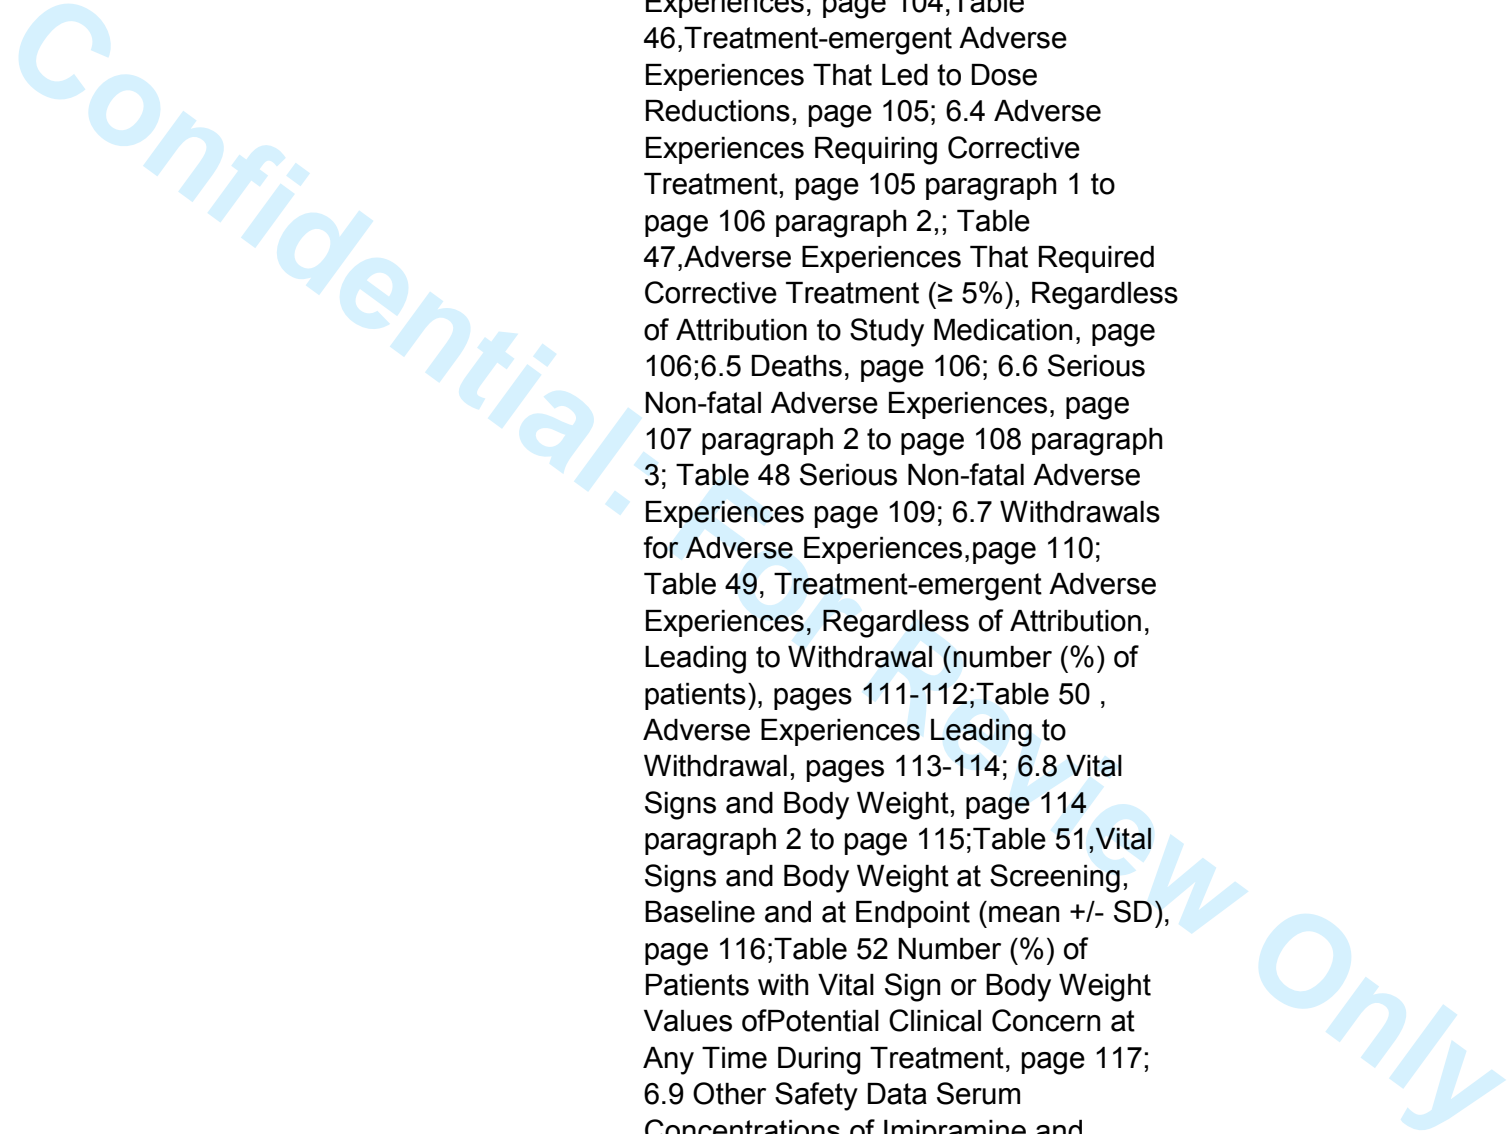 Experiences, page 104,Table
46,Treatment-emergent Adverse
Experiences That Led to Dose
Reductions, page 105; 6.4 Adverse
Experiences Requiring Corrective
Treatment, page 105 paragraph 1 to
page 106 paragraph 2,; Table
47,Adverse Experiences That Required
Corrective Treatment (≥ 5%), Regardless
of Attribution to Study Medication, page
106;6.5 Deaths, page 106; 6.6 Serious
Non-fatal Adverse Experiences, page
107 paragraph 2 to page 108 paragraph
3; Table 48 Serious Non-fatal Adverse
Experiences page 109; 6.7 Withdrawals
for Adverse Experiences,page 110;
Table 49, Treatment-emergent Adverse
Experiences, Regardless of Attribution,
Leading to Withdrawal (number (%) of
patients), pages 111-112;Table 50 ,
Adverse Experiences Leading to
Withdrawal, pages 113-114; 6.8 Vital
Signs and Body Weight, page 114
paragraph 2 to page 115;Table 51,Vital
Signs and Body Weight at Screening,
Baseline and at Endpoint (mean +/- SD),
page 116;Table 52 Number (%) of
Patients with Vital Sign or Body Weight
Values ofPotential Clinical Concern at
Any Time During Treatment, page 117;
6.9 Other Safety Data Serum
Concentrations of Imipramine and
Confidential: For Review Only